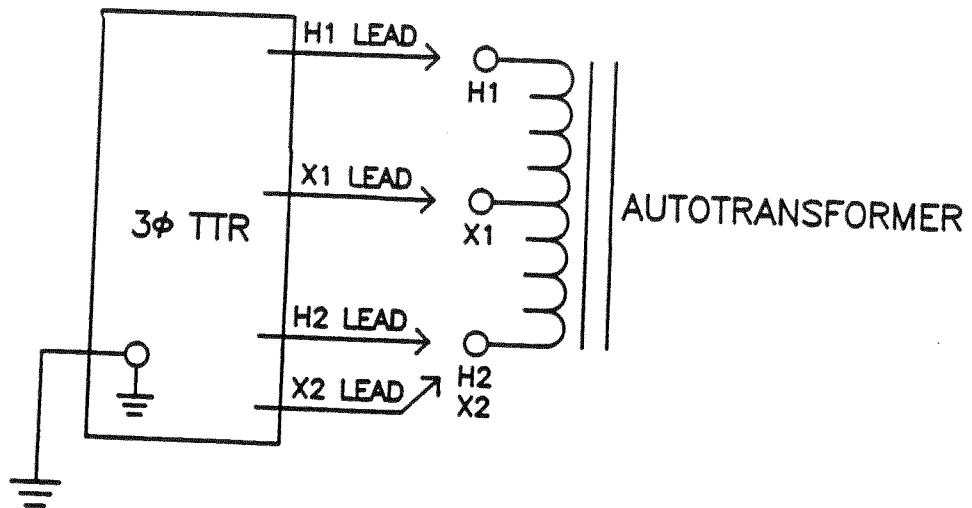 H1 LEAD
H1
X1 LEAD
X1
3ϕ TTR
AUTOTRANSFORMER
H2 LEAD
X2 LEAD
H2
X2